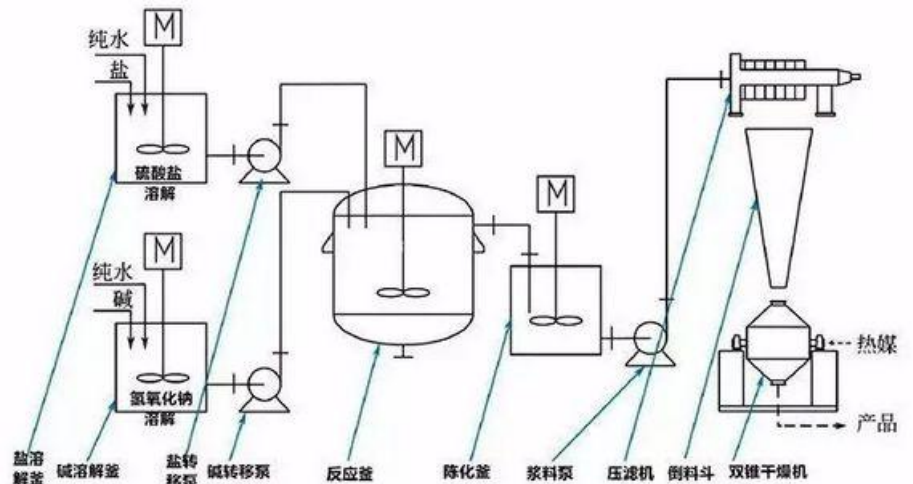 纯水
盐
M
硫酸盐
溶解
纯水
碱
M
氢氧化钠
溶解
M
M
热媒
产品
盐溶
解釜
碱溶解釜
盐转
移泵
碱转移泵
反应釜
陈化釜
浆料泵
压滤机
倒料斗
双锥干燥机